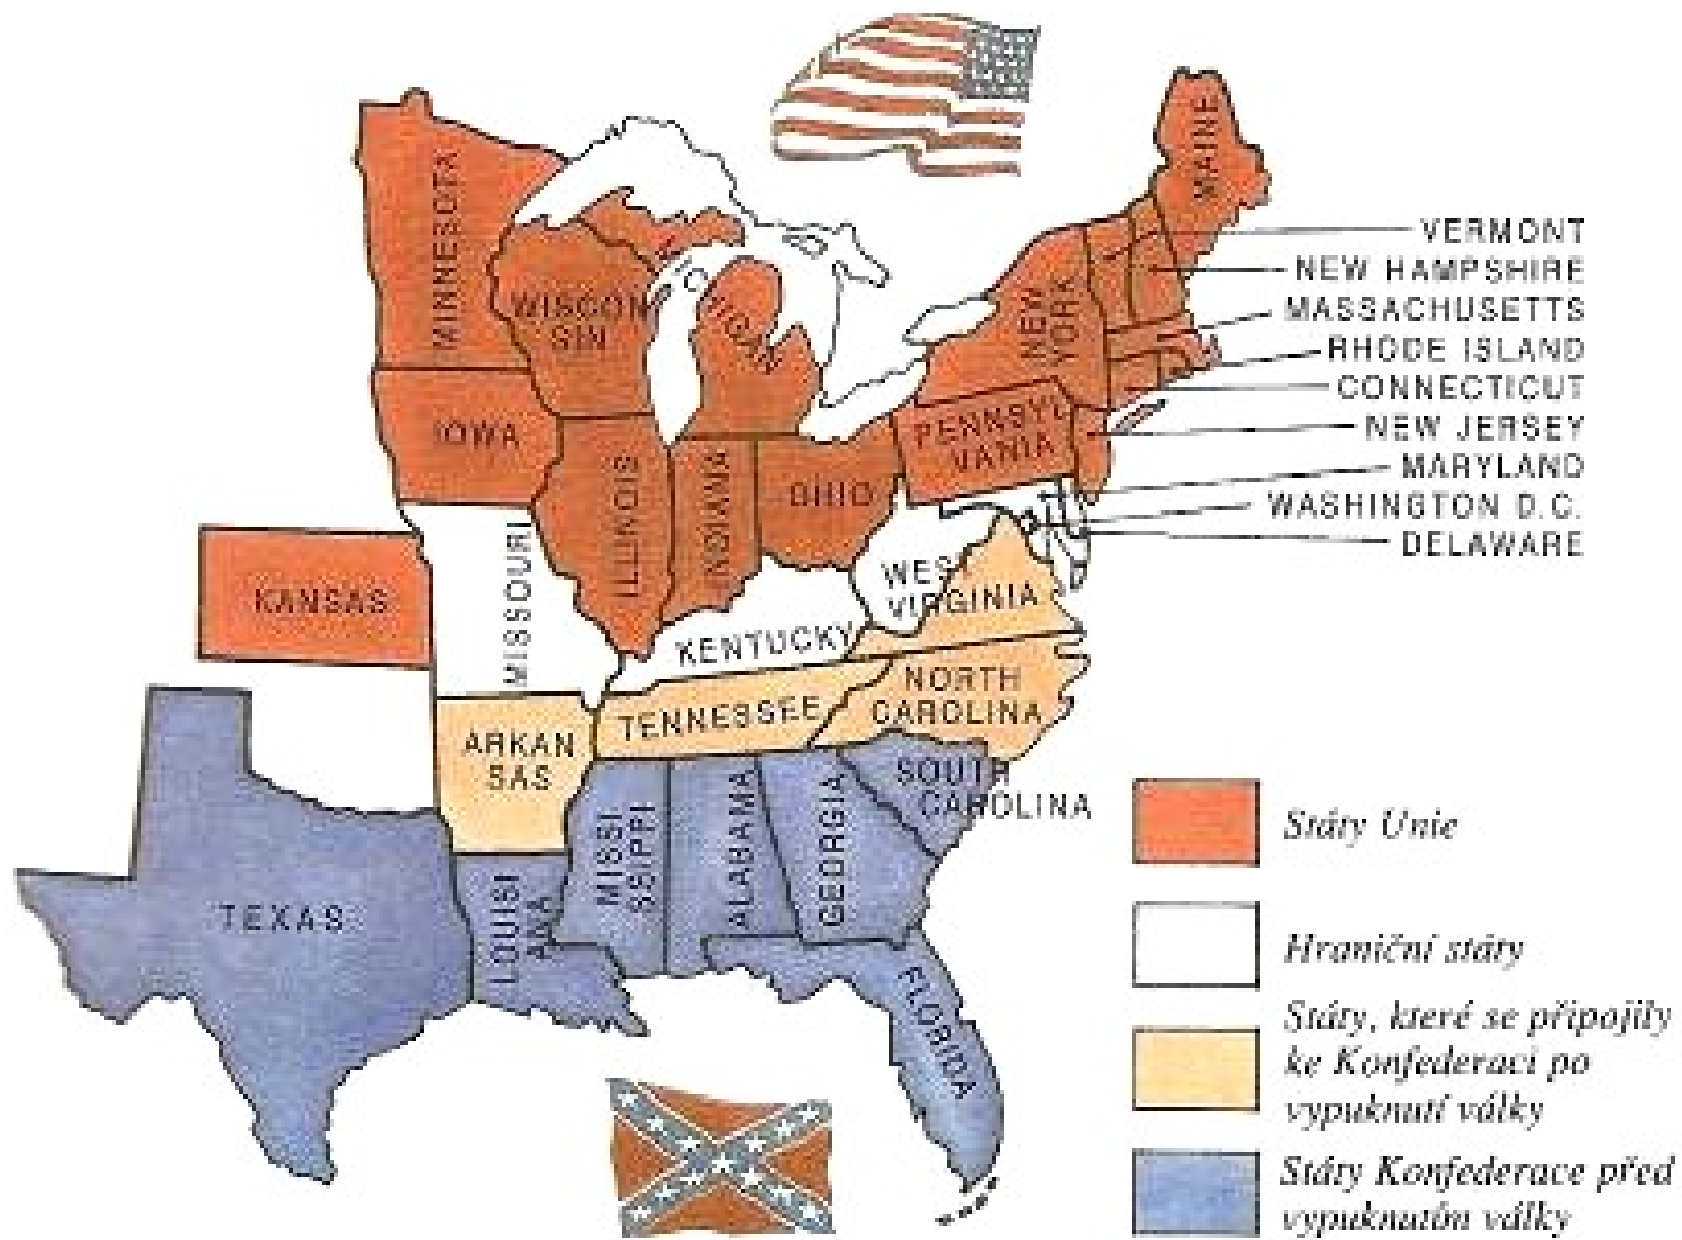 MAINE
VERMONT
NEW HAMPSHIRE
MASSACHUSETTS
RHODE ISLAND
CONNECTICUT
NEW JERSEY
MARYLAND
WASHINGTON D.C.
DELAWARE
MINNESOTA
WISCON
SIN
NEW
YORK
IOWA
PENNSYL
VANIA
ILLINOIS
INDIANA
OHIO
KANSAS
MISSOURI
WEST
VIRGINIA
KENTUCKY
TENNESSEE
NORTH
CAROLINA
ARKAN
SAS
SOUTH
CAROLINA
MISSI
SSIPPI
ALABAMA
GEORGIA
TEXAS
LOUISI
ANA
FLORIDA
Státy Unie
Hraniční státy
Státy, které se připojily
ke Konfederaci po
vypuknutí války
Státy Konfederace před
vypuknutím války